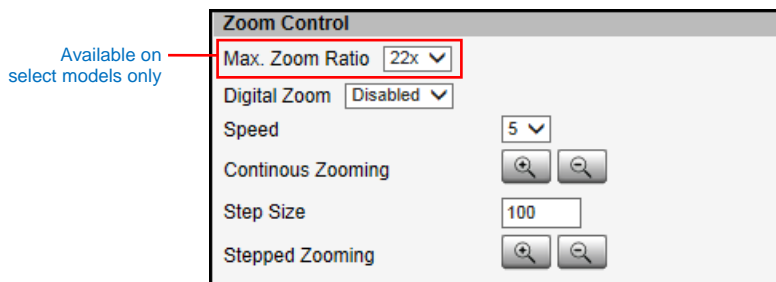 Zoom Control
Available on
select models only
Max. Zoom Ratio 22x
Digital Zoom Disabled
Speed 5
Continous Zooming
Step Size 100
Stepped Zooming